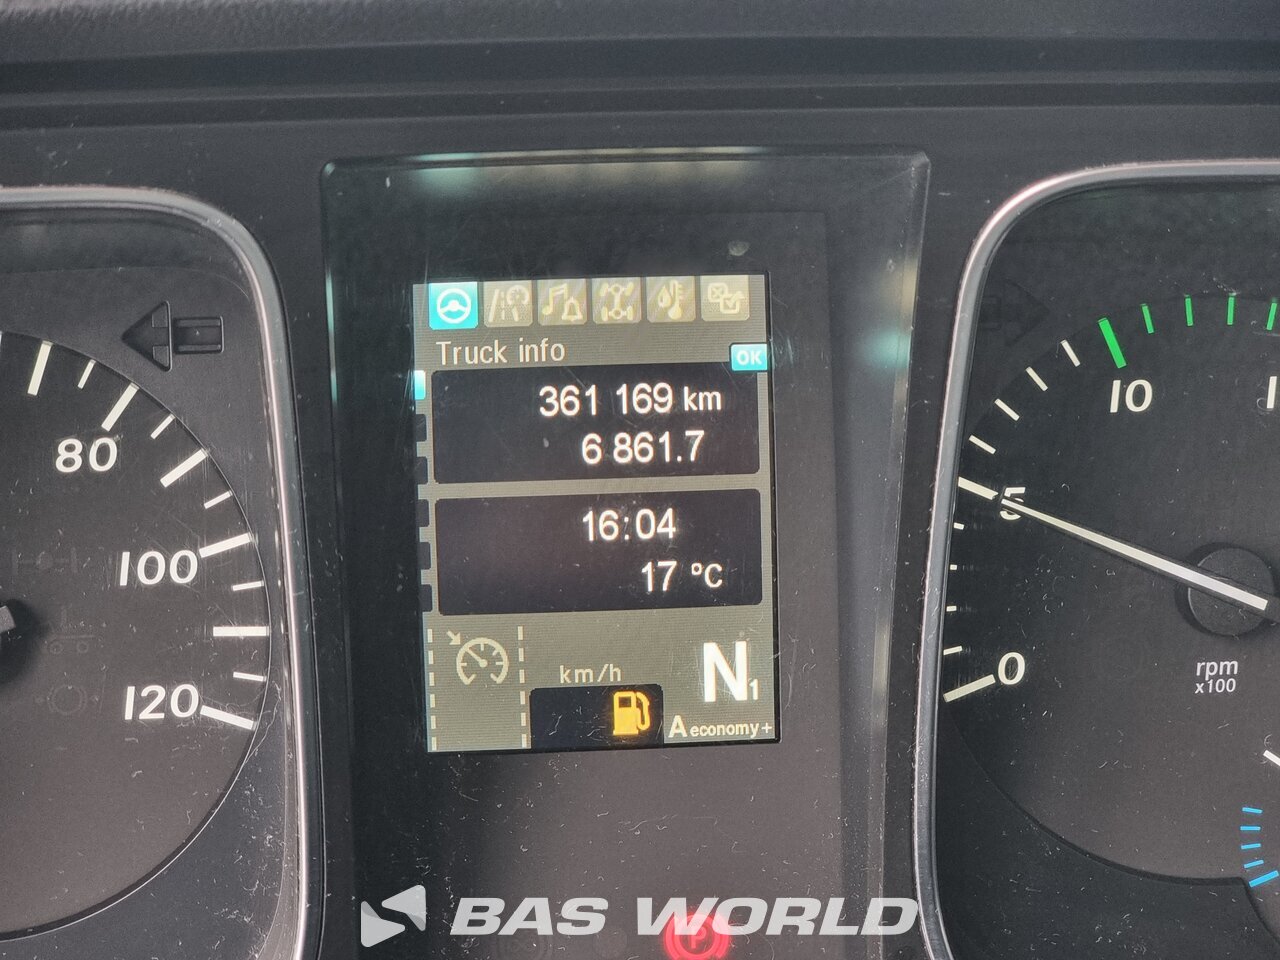 Truck info
OK
361 169 km
6 861.7
16:04
17 °C
km/h
N1
A economy+
80
100
120
10
5
0
rpm
x100
P
BAS WORLD